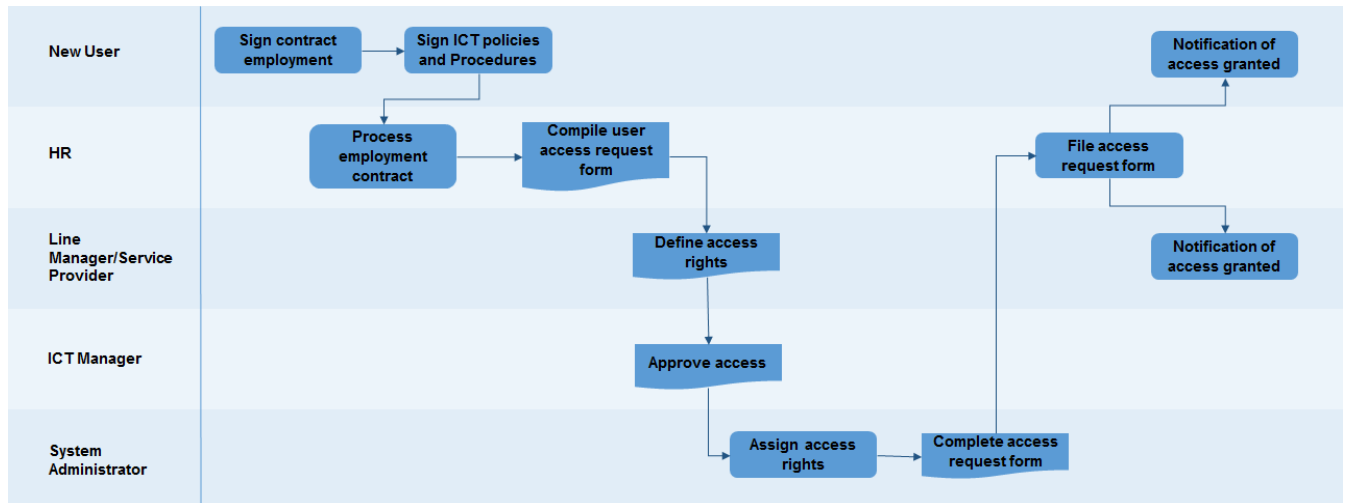 New User
Sign contract
employment
Sign ICT policies
and Procedures
Notification of
access granted
HR
Process
employment
contract
Compile user
access request
form
File access
request form
Line
Manager/Service
Provider
Define access
rights
Notification of
access granted
ICT Manager
Approve access
System
Administrator
Assign access
rights
Complete access
request form